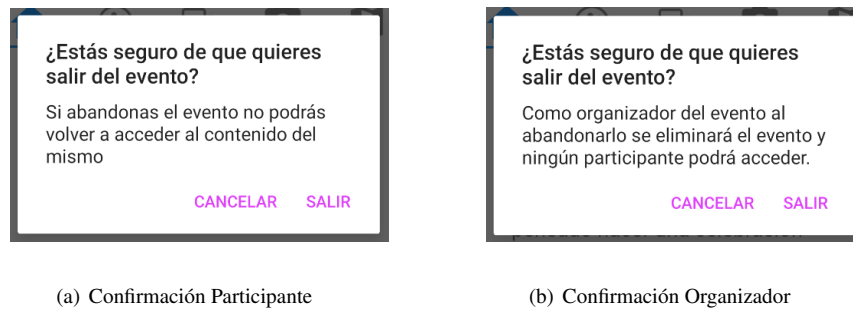 ¿Estás seguro de que quieres
salir del evento?
Si abandonas el evento no podrás
volver a acceder al contenido del
mismo
CANCELAR SALIR
(a) Confirmación Participante
¿Estás seguro de que quieres
salir del evento?
Como organizador del evento al
abandonarlo se eliminará el evento y
ningún participante podrá acceder.
CANCELAR SALIR
(b) Confirmación Organizador